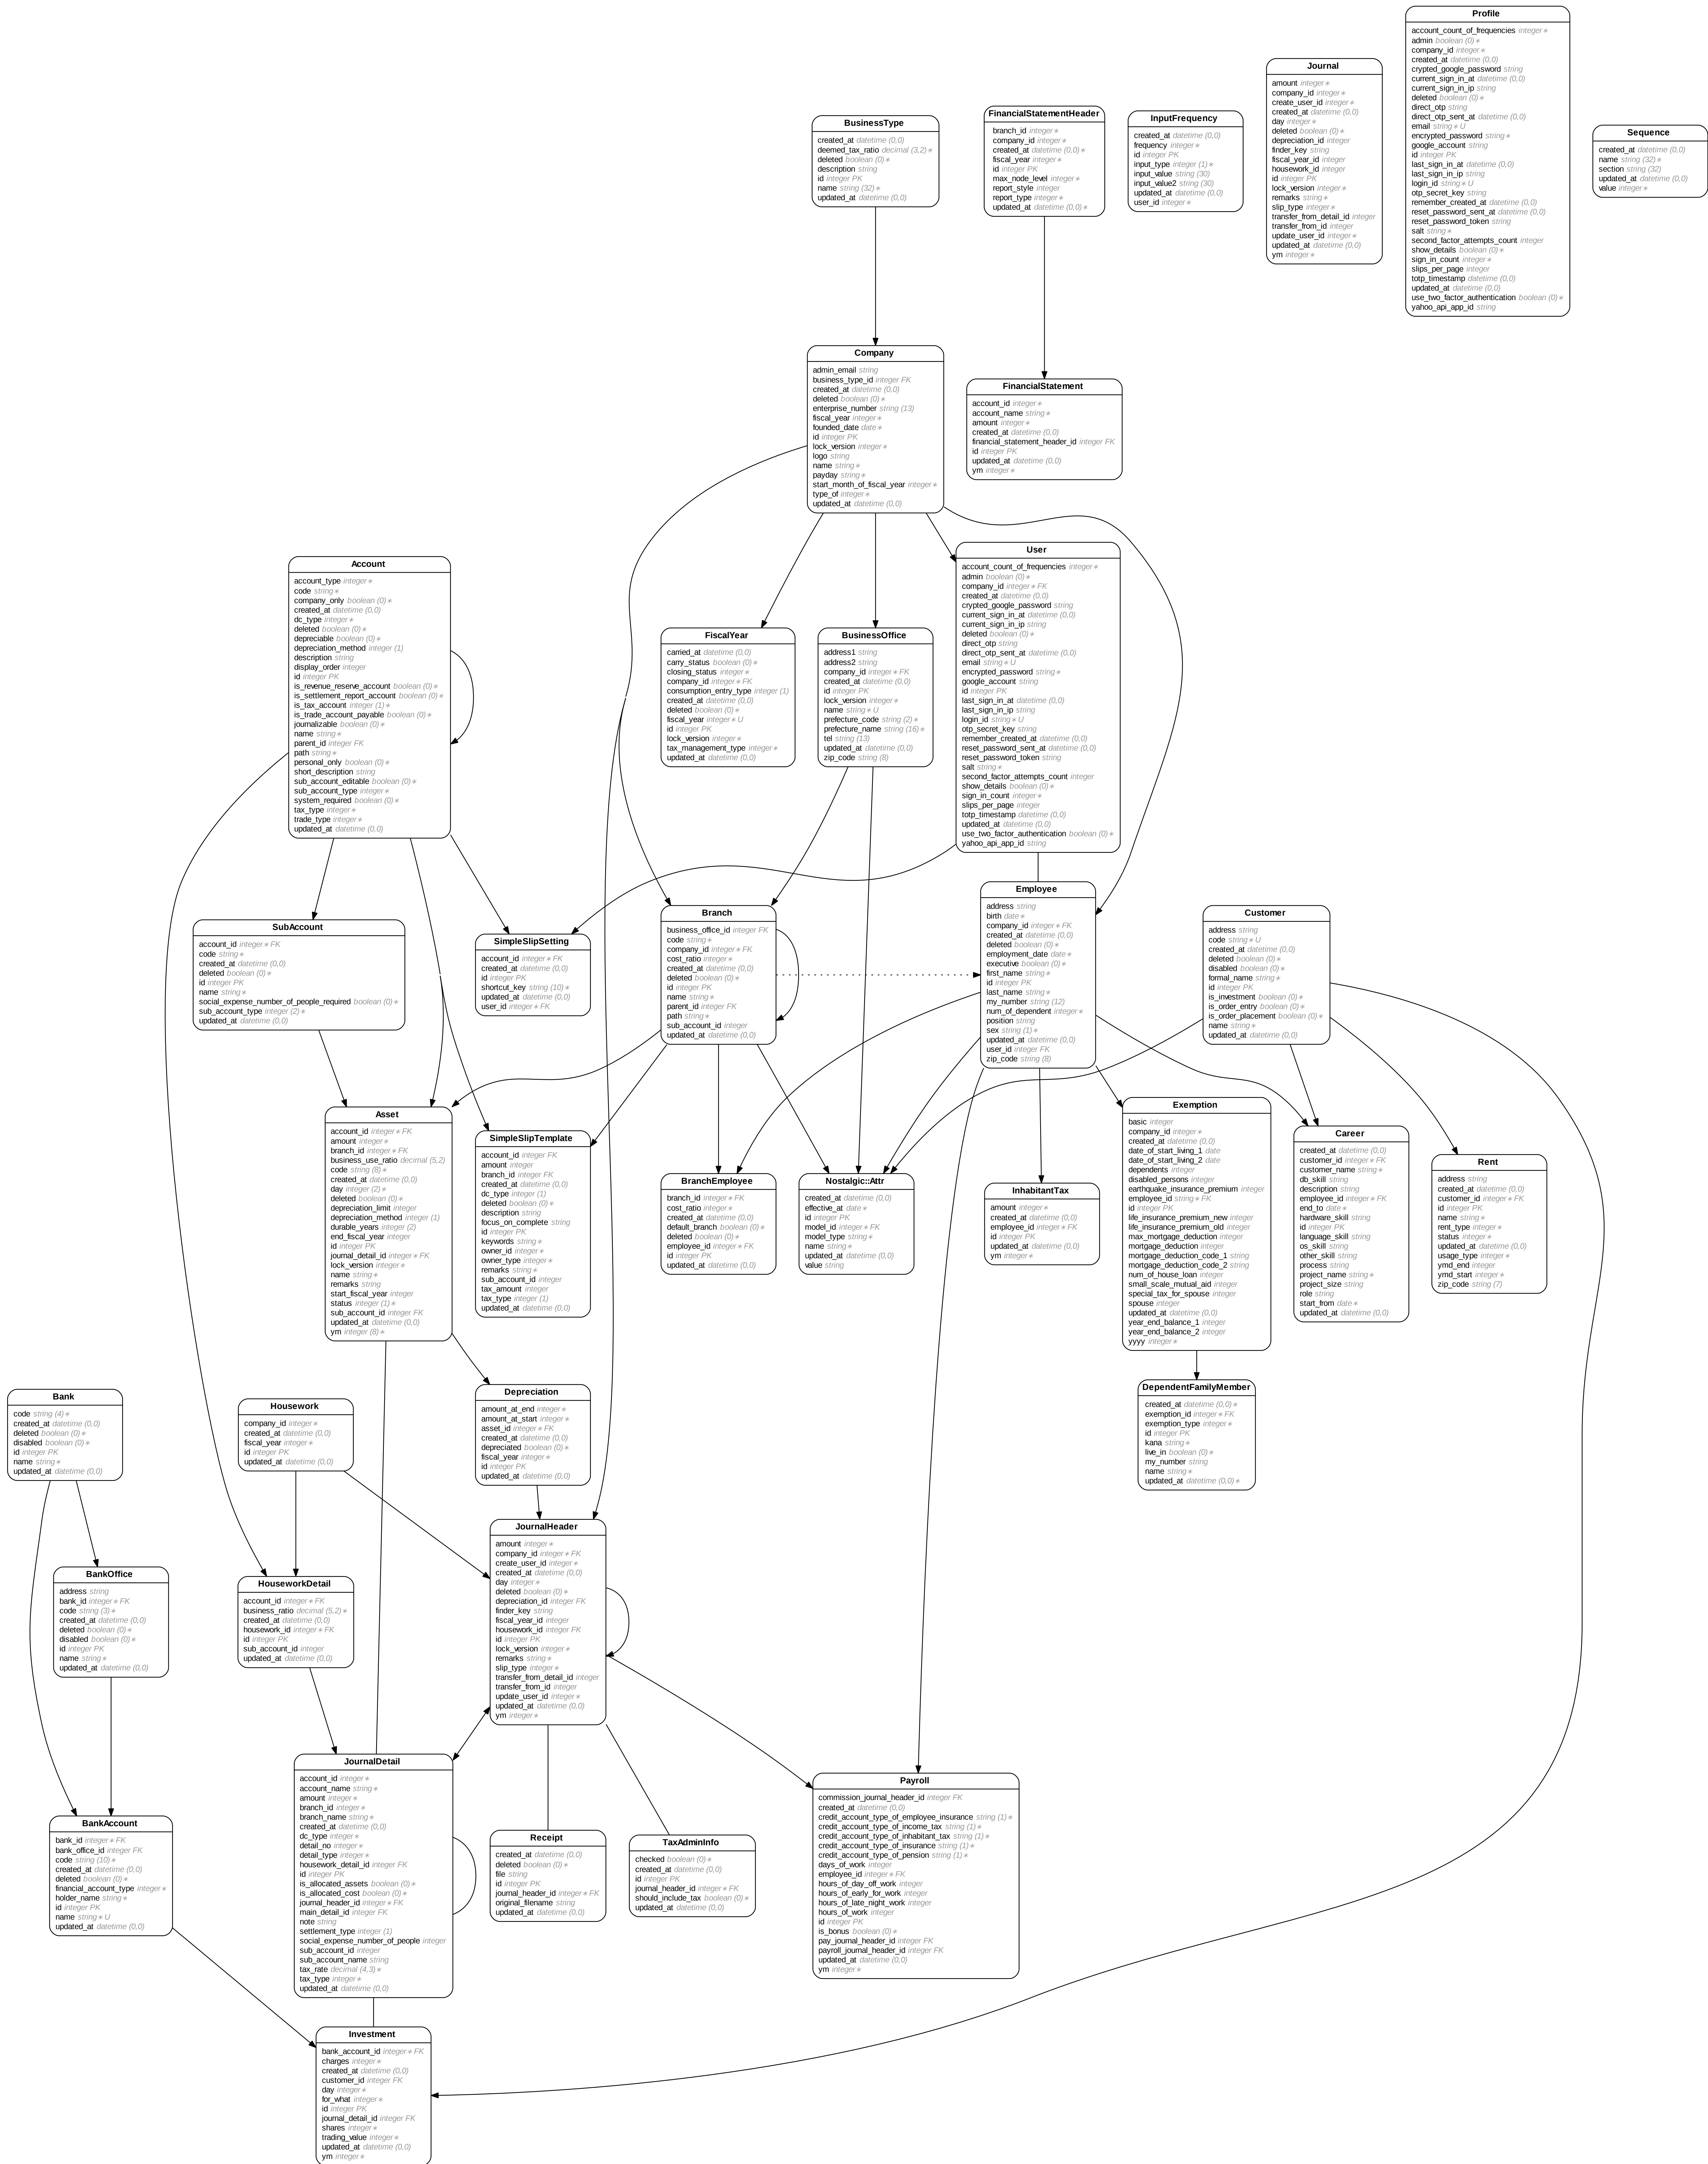 Profile
account_count_of_frequencies integer∗
admin boolean (0)∗
company_id integer∗
created_at datetime (0,0)
crypted_google_password string
current_sign_in_at datetime (0,0)
current_sign_in_ip string
deleted boolean (0)∗
direct_otp string
direct_otp_sent_at datetime (0,0)
email string∗ U
encrypted_password string∗
google_account string
id integer PK
last_sign_in_at datetime (0,0)
last_sign_in_ip string
login_id string∗ U
otp_secret_key string
remember_created_at datetime (0,0)
reset_password_sent_at datetime (0,0)
reset_password_token string
salt string∗
second_factor_attempts_count integer
show_details boolean (0)∗
sign_in_count integer∗
slips_per_page integer
totp_timestamp datetime (0,0)
updated_at datetime (0,0)
use_two_factor_authentication boolean (0)∗
yahoo_api_app_id string
Journal
amount integer∗
company_id integer∗
create_user_id integer∗
created_at datetime (0,0)
day integer∗
deleted boolean (0)∗
depreciation_id integer
finder_key string
fiscal_year_id integer
housework_id integer
id integer PK
lock_version integer∗
remarks string∗
slip_type integer∗
transfer_from_detail_id integer
transfer_from_id integer
update_user_id integer∗
updated_at datetime (0,0)
ym integer∗
BusinessType
created_at datetime (0,0)
deemed_tax_ratio decimal (3,2)∗
deleted boolean (0)∗
description string
id integer PK
name string (32)∗
updated_at datetime (0,0)
FinancialStatementHeader
branch_id integer∗
company_id integer∗
created_at datetime (0,0)∗
fiscal_year integer∗
id integer PK
max_node_level integer∗
report_style integer
report_type integer∗
updated_at datetime (0,0)∗
InputFrequency
created_at datetime (0,0)
frequency integer∗
id integer PK
input_type integer (1)∗
input_value string (30)
input_value2 string (30)
updated_at datetime (0,0)
user_id integer∗
Sequence
created_at datetime (0,0)
name string (32)∗
section string (32)
updated_at datetime (0,0)
value integer∗
Company
admin_email string
business_type_id integer FK
created_at datetime (0,0)
deleted boolean (0)∗
enterprise_number string (13)
fiscal_year integer∗
founded_date date∗
id integer PK
lock_version integer∗
logo string
name string∗
payday string∗
start_month_of_fiscal_year integer∗
type_of integer∗
updated_at datetime (0,0)
FinancialStatement
account_id integer∗
account_name string∗
amount integer∗
created_at datetime (0,0)
financial_statement_header_id integer FK
id integer PK
updated_at datetime (0,0)
ym integer∗
Account
account_type integer∗
code string∗
company_only boolean (0)∗
created_at datetime (0,0)
dc_type integer∗
deleted boolean (0)∗
depreciable boolean (0)∗
depreciation_method integer (1)
description string
display_order integer
id integer PK
is_revenue_reserve_account boolean (0)∗
is_settlement_report_account boolean (0)∗
is_tax_account integer (1)∗
is_trade_account_payable boolean (0)∗
journalizable boolean (0)∗
name string∗
parent_id integer FK
path string∗
personal_only boolean (0)∗
short_description string
sub_account_editable boolean (0)∗
sub_account_type integer∗
system_required boolean (0)∗
tax_type integer∗
trade_type integer∗
updated_at datetime (0,0)
FiscalYear
carried_at datetime (0,0)
carry_status boolean (0)∗
closing_status integer∗
company_id integer∗ FK
consumption_entry_type integer (1)
created_at datetime (0,0)
deleted boolean (0)∗
fiscal_year integer∗ U
id integer PK
lock_version integer∗
tax_management_type integer∗
updated_at datetime (0,0)
BusinessOffice
address1 string
address2 string
company_id integer∗ FK
created_at datetime (0,0)
id integer PK
lock_version integer∗
name string∗ U
prefecture_code string (2)∗
prefecture_name string (16)∗
tel string (13)
updated_at datetime (0,0)
zip_code string (8)
User
account_count_of_frequencies integer∗
admin boolean (0)∗
company_id integer∗ FK
created_at datetime (0,0)
crypted_google_password string
current_sign_in_at datetime (0,0)
current_sign_in_ip string
deleted boolean (0)∗
direct_otp string
direct_otp_sent_at datetime (0,0)
email string∗ U
encrypted_password string∗
google_account string
id integer PK
last_sign_in_at datetime (0,0)
last_sign_in_ip string
login_id string∗ U
otp_secret_key string
remember_created_at datetime (0,0)
reset_password_sent_at datetime (0,0)
reset_password_token string
salt string∗
second_factor_attempts_count integer
show_details boolean (0)∗
sign_in_count integer∗
slips_per_page integer
totp_timestamp datetime (0,0)
updated_at datetime (0,0)
use_two_factor_authentication boolean (0)∗
yahoo_api_app_id string
SubAccount
account_id integer∗ FK
code string∗
created_at datetime (0,0)
deleted boolean (0)∗
id integer PK
name string∗
social_expense_number_of_people_required boolean (0)∗
sub_account_type integer (2)∗
updated_at datetime (0,0)
SimpleSlipSetting
account_id integer∗ FK
created_at datetime (0,0)
id integer PK
shortcut_key string (10)∗
updated_at datetime (0,0)
user_id integer∗ FK
Branch
business_office_id integer FK
code string∗
company_id integer∗ FK
cost_ratio integer∗
created_at datetime (0,0)
deleted boolean (0)∗
id integer PK
name string∗
parent_id integer FK
path string∗
sub_account_id integer
updated_at datetime (0,0)
Employee
address string
birth date∗
company_id integer∗ FK
created_at datetime (0,0)
deleted boolean (0)∗
employment_date date∗
executive boolean (0)∗
first_name string∗
id integer PK
last_name string∗
my_number string (12)
num_of_dependent integer∗
position string
sex string (1)∗
updated_at datetime (0,0)
user_id integer FK
zip_code string (8)
Customer
address string
code string∗ U
created_at datetime (0,0)
deleted boolean (0)∗
disabled boolean (0)∗
formal_name string∗
id integer PK
is_investment boolean (0)∗
is_order_entry boolean (0)∗
is_order_placement boolean (0)∗
name string∗
updated_at datetime (0,0)
Asset
account_id integer∗ FK
amount integer∗
branch_id integer∗ FK
business_use_ratio decimal (5,2)
code string (8)∗
created_at datetime (0,0)
day integer (2)∗
deleted boolean (0)∗
depreciation_limit integer
depreciation_method integer (1)
durable_years integer (2)
end_fiscal_year integer
id integer PK
journal_detail_id integer∗ FK
lock_version integer∗
name string∗
remarks string
start_fiscal_year integer
status integer (1)∗
sub_account_id integer FK
updated_at datetime (0,0)
ym integer (8)∗
SimpleSlipTemplate
account_id integer FK
amount integer
branch_id integer FK
created_at datetime (0,0)
dc_type integer (1)
deleted boolean (0)∗
description string
focus_on_complete string
id integer PK
keywords string∗
owner_id integer∗
owner_type integer∗
remarks string∗
sub_account_id integer
tax_amount integer
tax_type integer (1)
updated_at datetime (0,0)
BranchEmployee
branch_id integer∗ FK
cost_ratio integer∗
created_at datetime (0,0)
default_branch boolean (0)∗
deleted boolean (0)∗
employee_id integer∗ FK
id integer PK
updated_at datetime (0,0)
Nostalgic::Attr
created_at datetime (0,0)
effective_at date∗
id integer PK
model_id integer∗ FK
model_type string∗
name string∗
updated_at datetime (0,0)
value string
InhabitantTax
amount integer∗
created_at datetime (0,0)
employee_id integer∗ FK
id integer PK
updated_at datetime (0,0)
ym integer∗
Exemption
basic integer
company_id integer∗
created_at datetime (0,0)
date_of_start_living_1 date
date_of_start_living_2 date
dependents integer
disabled_persons integer
earthquake_insurance_premium integer
employee_id string∗ FK
id integer PK
life_insurance_premium_new integer
life_insurance_premium_old integer
max_mortgage_deduction integer
mortgage_deduction integer
mortgage_deduction_code_1 string
mortgage_deduction_code_2 string
num_of_house_loan integer
small_scale_mutual_aid integer
special_tax_for_spouse integer
spouse integer
updated_at datetime (0,0)
year_end_balance_1 integer
year_end_balance_2 integer
yyyy integer∗
Career
created_at datetime (0,0)
customer_id integer∗ FK
customer_name string∗
db_skill string
description string
employee_id integer∗ FK
end_to date∗
hardware_skill string
id integer PK
language_skill string
os_skill string
other_skill string
process string
project_name string∗
project_size string
role string
start_from date∗
updated_at datetime (0,0)
Rent
address string
created_at datetime (0,0)
customer_id integer∗ FK
id integer PK
name string∗
rent_type integer∗
status integer∗
updated_at datetime (0,0)
usage_type integer∗
ymd_end integer
ymd_start integer∗
zip_code string (7)
DependentFamilyMember
created_at datetime (0,0)∗
exemption_id integer∗ FK
exemption_type integer∗
id integer PK
kana string∗
live_in boolean (0)∗
my_number string
name string∗
updated_at datetime (0,0)∗
Bank
code string (4)∗
created_at datetime (0,0)
deleted boolean (0)∗
disabled boolean (0)∗
id integer PK
name string∗
updated_at datetime (0,0)
Housework
company_id integer∗
created_at datetime (0,0)
fiscal_year integer∗
id integer PK
updated_at datetime (0,0)
Depreciation
amount_at_end integer∗
amount_at_start integer∗
asset_id integer∗ FK
created_at datetime (0,0)
depreciated boolean (0)∗
fiscal_year integer∗
id integer PK
updated_at datetime (0,0)
JournalHeader
amount integer∗
company_id integer∗ FK
create_user_id integer∗
created_at datetime (0,0)
day integer∗
deleted boolean (0)∗
depreciation_id integer FK
finder_key string
fiscal_year_id integer
housework_id integer FK
id integer PK
lock_version integer∗
remarks string∗
slip_type integer∗
transfer_from_detail_id integer
transfer_from_id integer
update_user_id integer∗
updated_at datetime (0,0)
ym integer∗
BankOffice
address string
bank_id integer∗ FK
code string (3)∗
created_at datetime (0,0)
deleted boolean (0)∗
disabled boolean (0)∗
id integer PK
name string∗
updated_at datetime (0,0)
HouseworkDetail
account_id integer∗ FK
business_ratio decimal (5,2)∗
created_at datetime (0,0)
housework_id integer∗ FK
id integer PK
sub_account_id integer
updated_at datetime (0,0)
JournalDetail
account_id integer∗
account_name string∗
amount integer∗
branch_id integer∗
branch_name string∗
created_at datetime (0,0)
dc_type integer∗
detail_no integer∗
detail_type integer∗
housework_detail_id integer FK
id integer PK
is_allocated_assets boolean (0)∗
is_allocated_cost boolean (0)∗
journal_header_id integer∗ FK
main_detail_id integer FK
note string
settlement_type integer (1)
social_expense_number_of_people integer
sub_account_id integer
sub_account_name string
tax_rate decimal (4,3)∗
tax_type integer∗
updated_at datetime (0,0)
Payroll
commission_journal_header_id integer FK
created_at datetime (0,0)
credit_account_type_of_employee_insurance string (1)∗
credit_account_type_of_income_tax string (1)∗
credit_account_type_of_inhabitant_tax string (1)∗
credit_account_type_of_insurance string (1)∗
credit_account_type_of_pension string (1)∗
days_of_work integer
employee_id integer∗ FK
hours_of_day_off_work integer
hours_of_early_for_work integer
hours_of_late_night_work integer
hours_of_work integer
id integer PK
is_bonus boolean (0)∗
pay_journal_header_id integer FK
payroll_journal_header_id integer FK
updated_at datetime (0,0)
ym integer∗
BankAccount
bank_id integer∗ FK
bank_office_id integer FK
code string (10)∗
created_at datetime (0,0)
deleted boolean (0)∗
financial_account_type integer∗
holder_name string∗
id integer PK
name string∗ U
updated_at datetime (0,0)
Receipt
created_at datetime (0,0)
deleted boolean (0)∗
file string
id integer PK
journal_header_id integer∗ FK
original_filename string
updated_at datetime (0,0)
TaxAdminInfo
checked boolean (0)∗
created_at datetime (0,0)
id integer PK
journal_header_id integer∗ FK
should_include_tax boolean (0)∗
updated_at datetime (0,0)
Investment
bank_account_id integer∗ FK
charges integer∗
created_at datetime (0,0)
customer_id integer FK
day integer∗
for_what integer∗
id integer PK
journal_detail_id integer FK
shares integer∗
trading_value integer∗
updated_at datetime (0,0)
ym integer∗